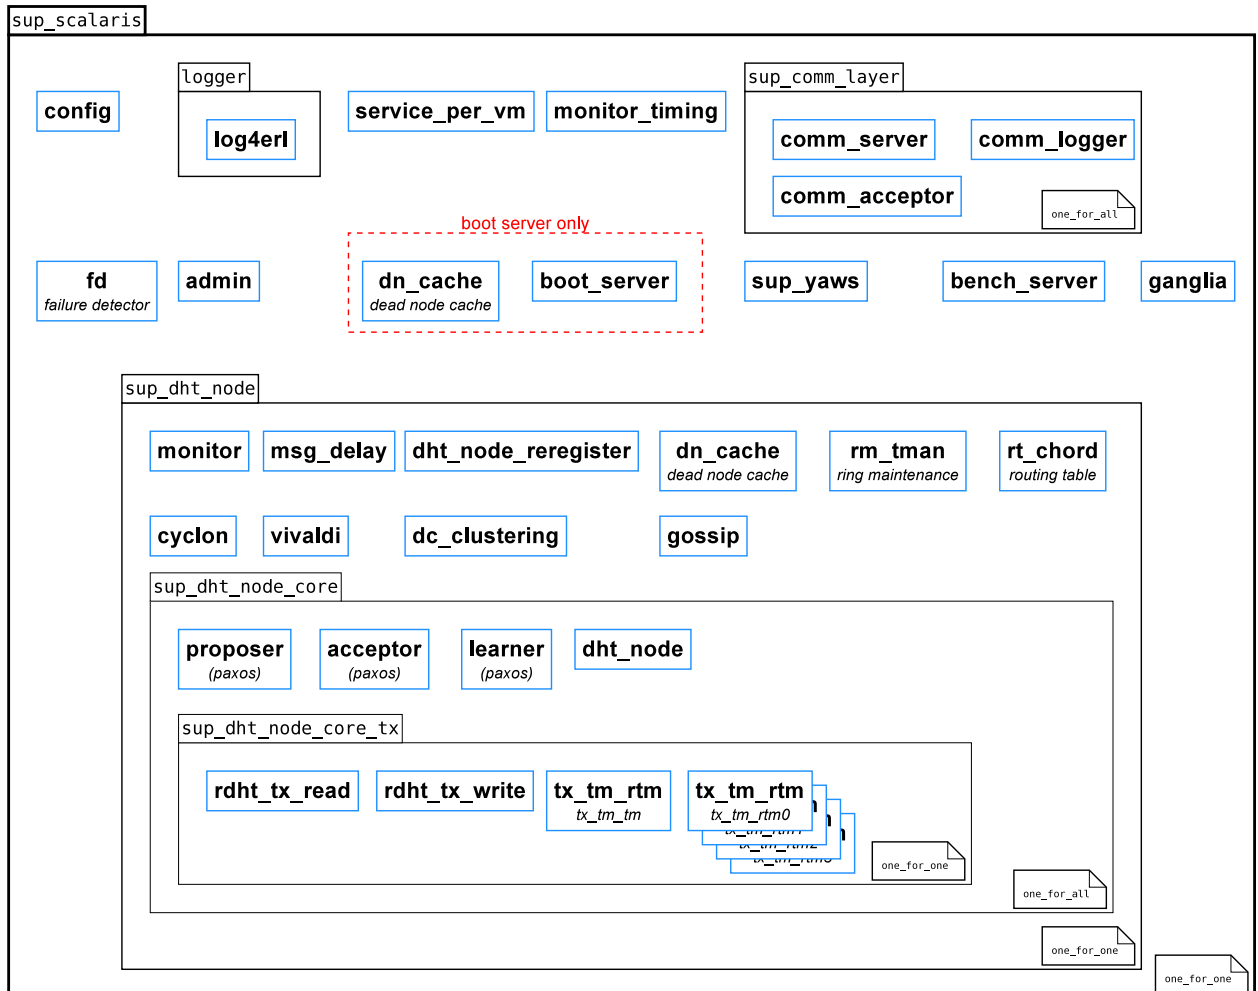 sup_scalaris
logger
sup_comm_layer
config
service_per_vm
monitor_timing
log4erl
comm_server
comm_logger
comm_acceptor
one_for_all
boot server only
fd
failure detector
admin
dn_cache
dead node cache
boot_server
sup_yaws
bench_server
ganglia
sup_dht_node
monitor
msg_delay
dht_node_reregister
dn_cache
dead node cache
rm_tman
ring maintenance
rt_chord
routing table
cyclon
vivaldi
dc_clustering
gossip
sup_dht_node_core
proposer
(paxos)
acceptor
(paxos)
learner
(paxos)
dht_node
sup_dht_node_core_tx
rdht_tx_read
rdht_tx_write
tx_tm_rtm
tx_tm_tm
tx_tm_rtm
tx_tm_rtm0
one_for_one
one_for_all
one_for_one
one_for_one